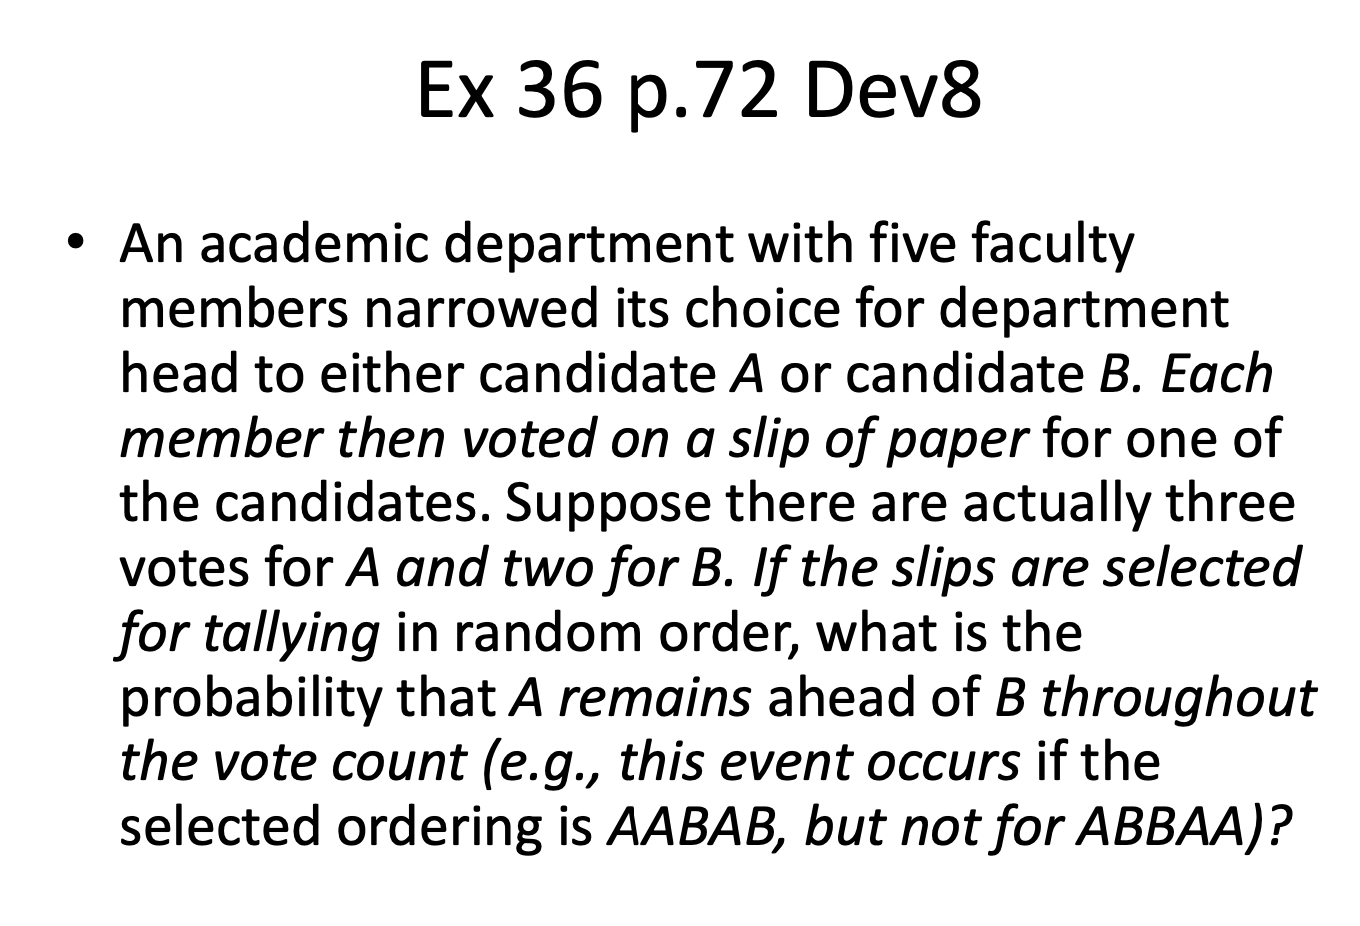 Ex 36 p.72 Dev8
• An academic department with five faculty
members narrowed its choice for department
head to either candidate A or candidate B. Each
member then voted on a slip of paper for one of
the candidates. Suppose there are actually three
votes for A and two for B. If the slips are selected
for tallying in random order, what is the
probability that A remains ahead of B throughout
the vote count (e.g., this event occurs if the
selected ordering is AABAB, but not for ABBAA)?